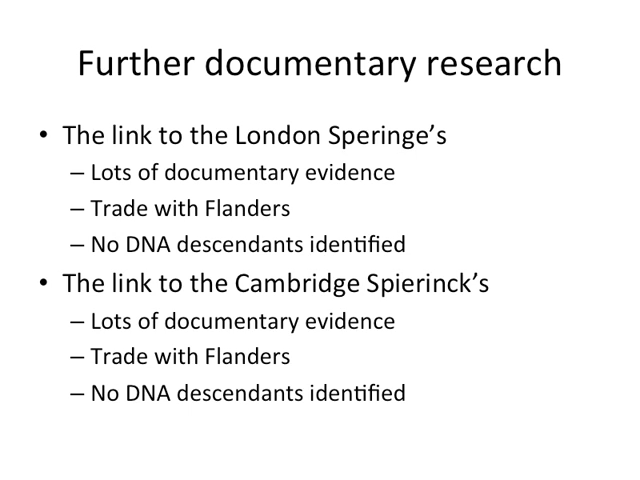 Further documentary research
• The link to the London Speringe’s
– Lots of documentary evidence
– Trade with Flanders
– No DNA descendants identified
• The link to the Cambridge Spierinck’s
– Lots of documentary evidence
– Trade with Flanders
– No DNA descendants identified